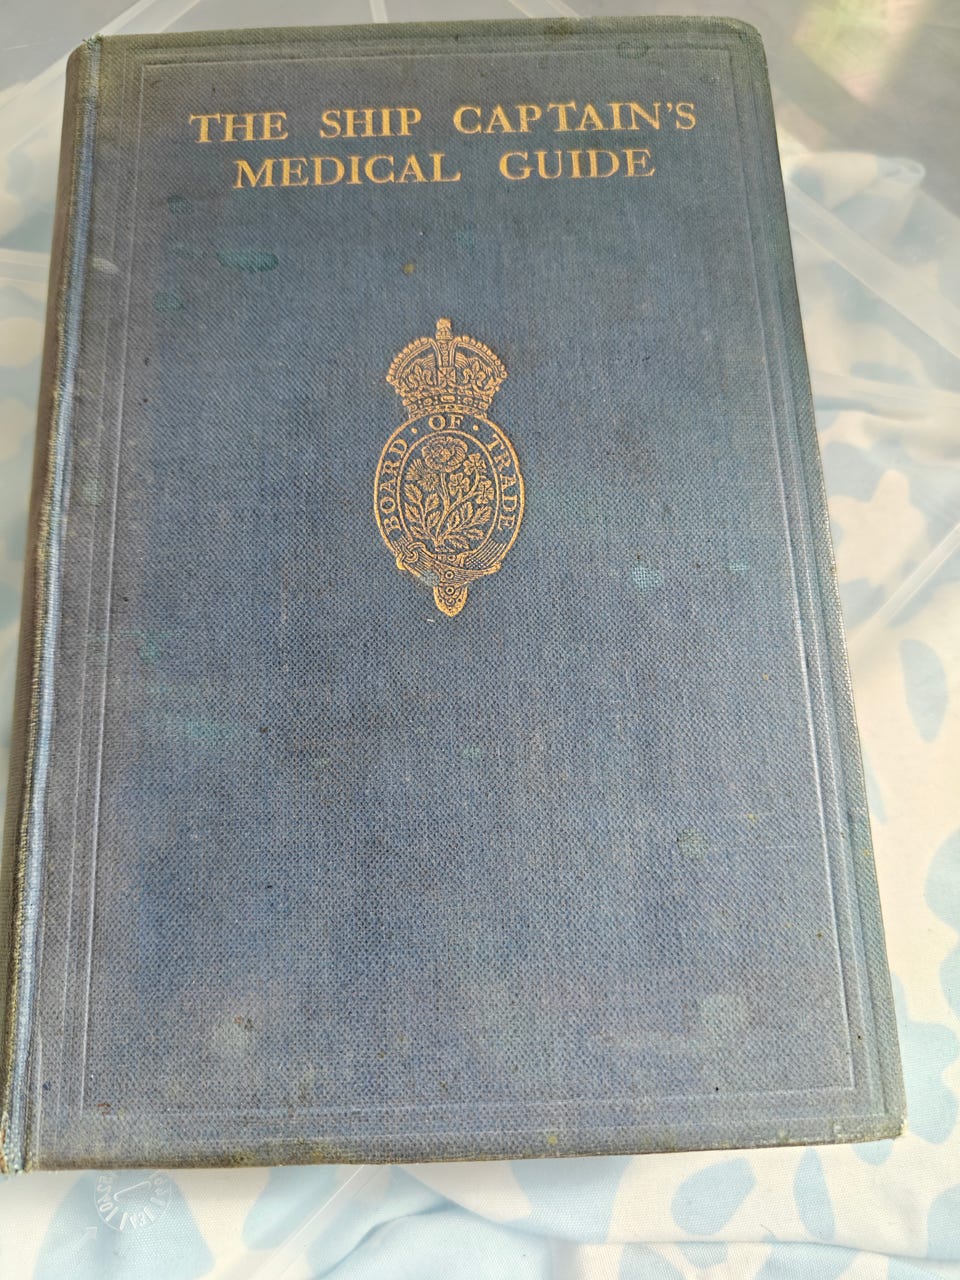 THE SHIP CAPTAIN'S
MEDICAL GUIDE
BOARD · OF · TRADE